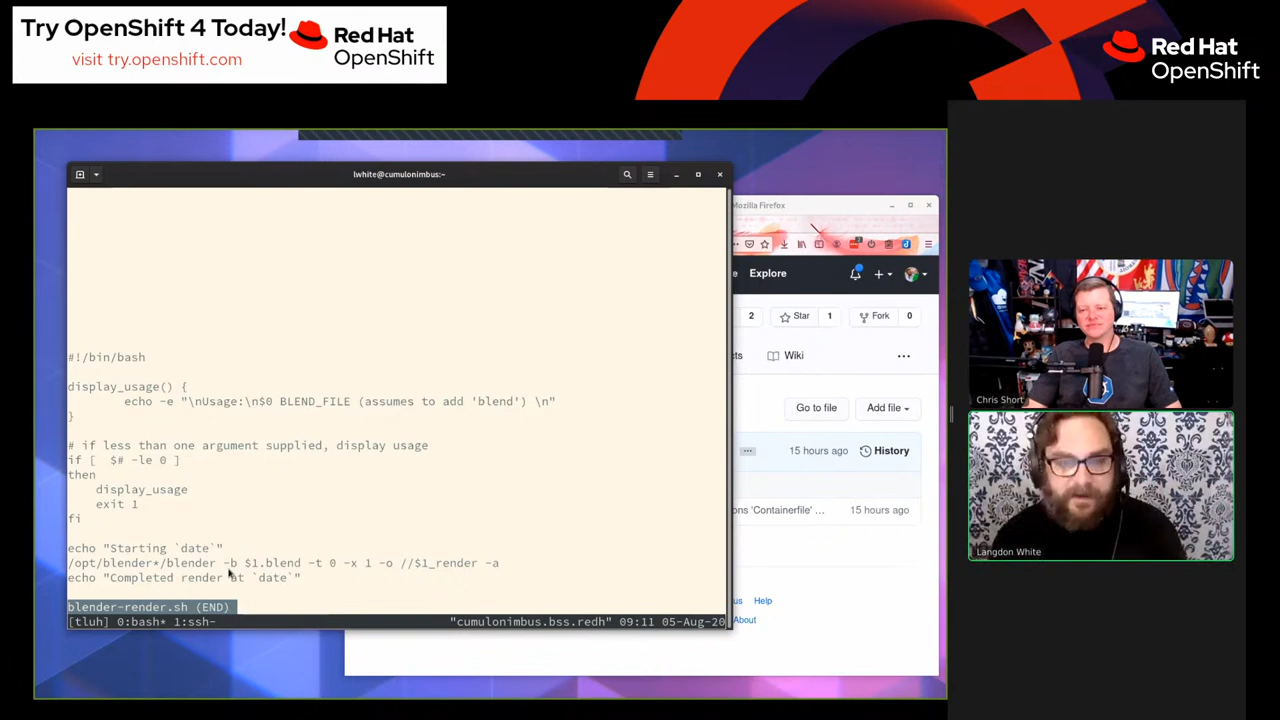 Try OpenShift 4 Today!
visit try.openshift.com
Red Hat
OpenShift
Red Hat
OpenShift
lwhite@cumulonimbus:~
Mozilla Firefox
Explore
2
Star 1
Fork 0
Wiki
Go to file
Add file
15 hours ago
History
ons 'Containerfile' …
15 hours ago
Help
About
#!/bin/bash
display_usage() {
echo -e "\nUsage:\n$0 BLEND_FILE (assumes to add 'blend') \n"
}
# if less than one argument supplied, display usage
if [  $# -le 0 ]
then
display_usage
exit 1
fi
echo "Starting `date`"
/opt/blender*/blender -b $1.blend -t 0 -x 1 -o //$1_render -a
echo "Completed render at `date`"
blender-render.sh (END)
[tluh] 0:bash* 1:ssh-
"cumulonimbus.bss.redh" 09:11 05-Aug-20
Chris Short
Langdon White